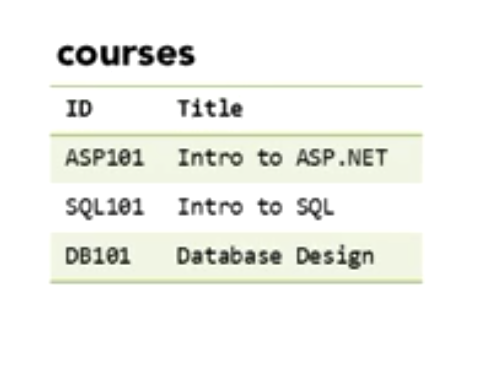 courses
ID Title
ASP101 Intro to ASP.NET
SQL101 Intro to SQL
DB101 Database Design